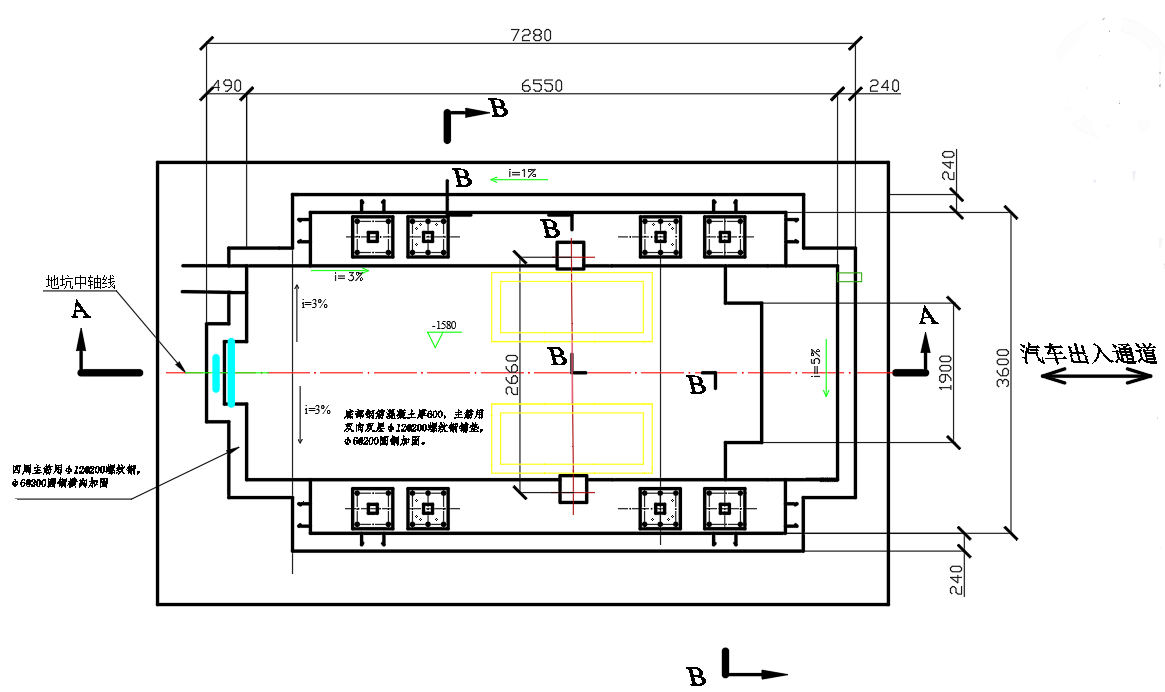 7280
490
6550
240
B
B
i=1%
240
B
地坑中轴线
i=3%
i=3%
A
-1580
A
汽车出入通道
B
2660
i=5%
1900
3600
B
i=3%
底部钢筋混凝土厚600，主筋用
双向双层φ12@200螺纹钢铺垫，
φ6@200圆钢加固。
四周主筋用φ12@200螺纹钢，
φ6@200圆钢横向加固
240
B